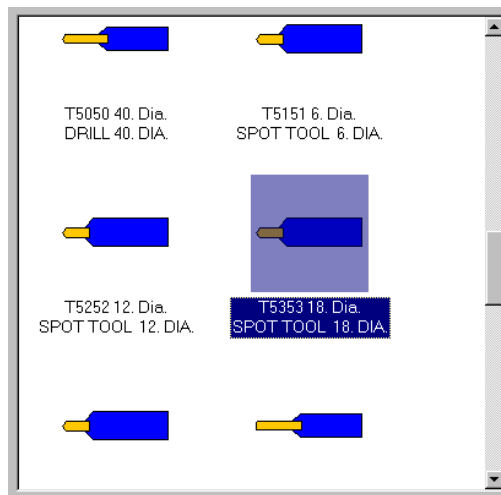 T5050 40. Dia.
DRILL 40. DIA.
T5151 6. Dia.
SPOT TOOL 6. DIA.
T5252 12. Dia.
SPOT TOOL 12. DIA.
T5353 18. Dia.
SPOT TOOL 18. DIA.